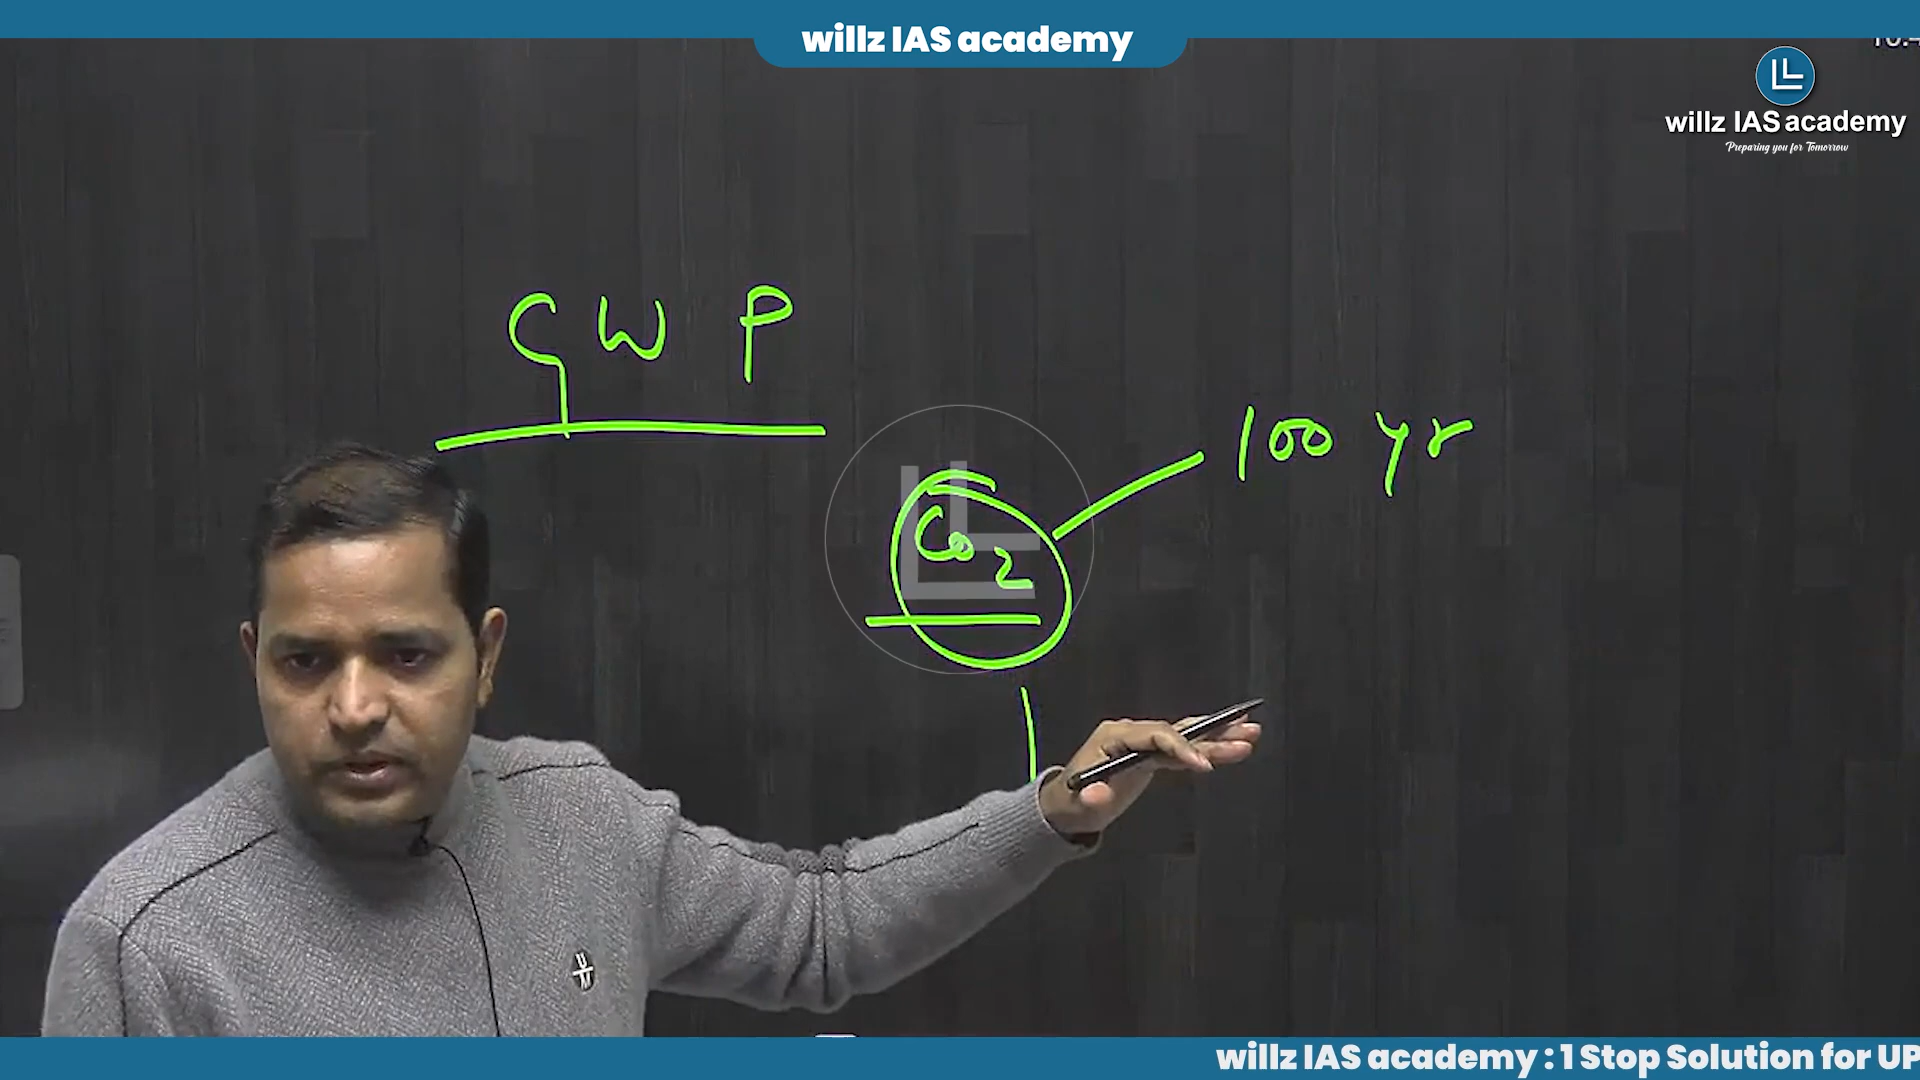 willz IAS academy
willz IAS academy
Preparing you for Tomorrow
GWP
100 yr
Co2
willz IAS academy : 1 Stop Solution for UP